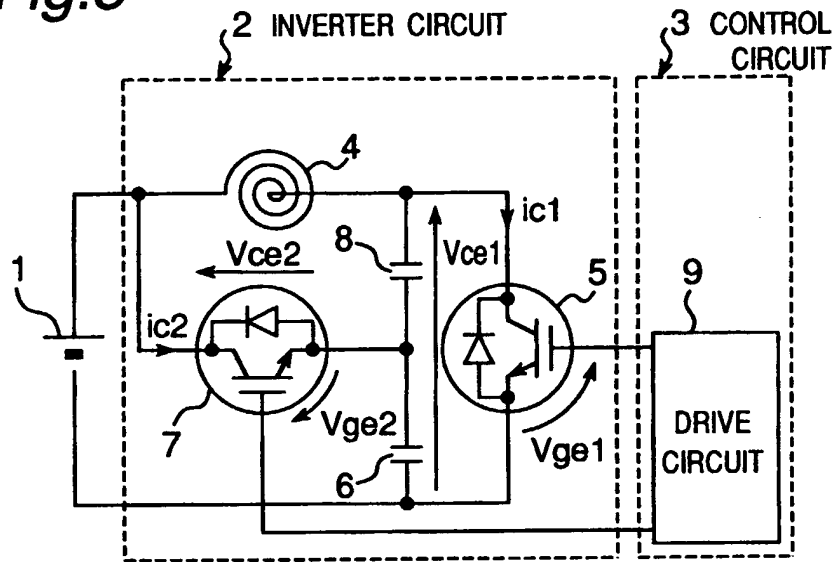 2 INVERTER CIRCUIT
3 CONTROL
CIRCUIT
4
ic1
Vce2
8
Vce1
1
5
9
ic2
7
Vge2
6
Vge1
DRIVE
CIRCUIT